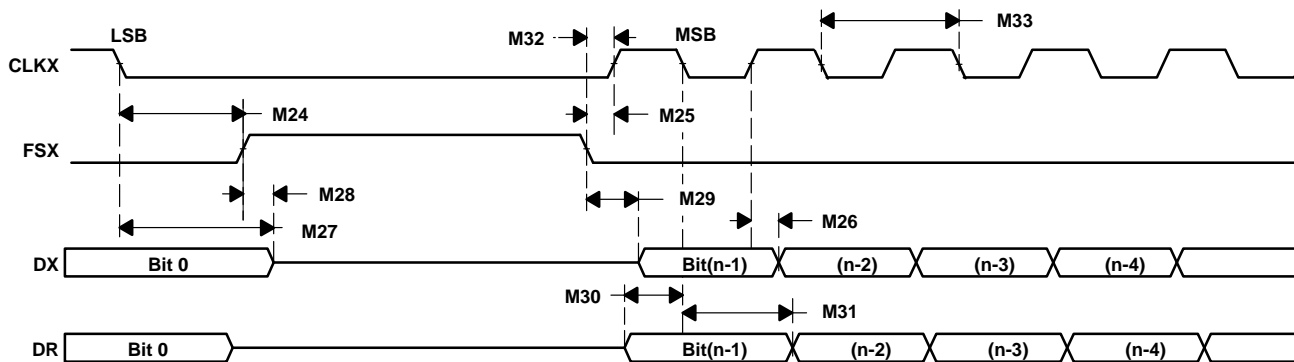 LSB M32 MSB M33
CLKX
M24 M25
FSX
M28 M29
M27 M26
DX Bit 0 Bit(n-1) (n-2) (n-3) (n-4)
M30 M31
DR Bit 0 Bit(n-1) (n-2) (n-3) (n-4)